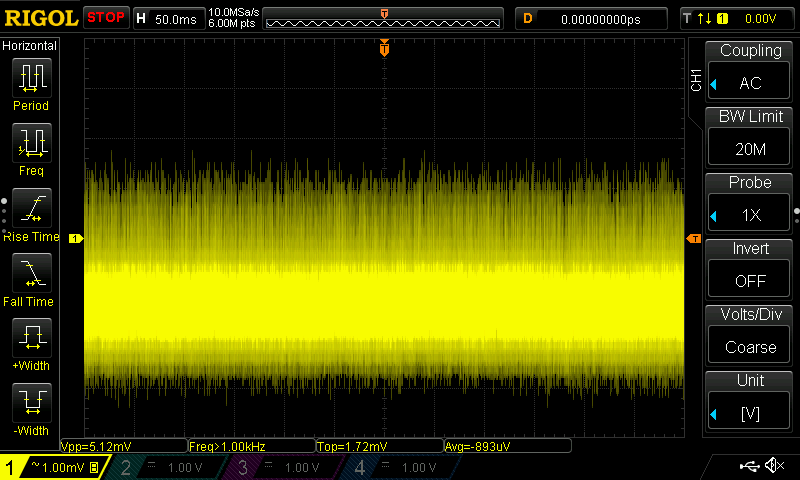 RIGOL STOP H 50.0ms 10.0MSa/s 6.00M pts T D 0.00000000ps T 1 0.00V
Horizontal
Period
Freq
Rise Time
Fall Time
+Width
-Width
T
1
T
CH1
Coupling
AC
BW Limit
20M
Probe
1X
Invert
OFF
Volts/Div
Coarse
Unit
[V]
Vpp=5.12mV Freq>1.00kHz Top=1.72mV Avg=-893uV
1 ~ 1.00mV B 2 1.00 V 3 1.00 V 4 1.00 V